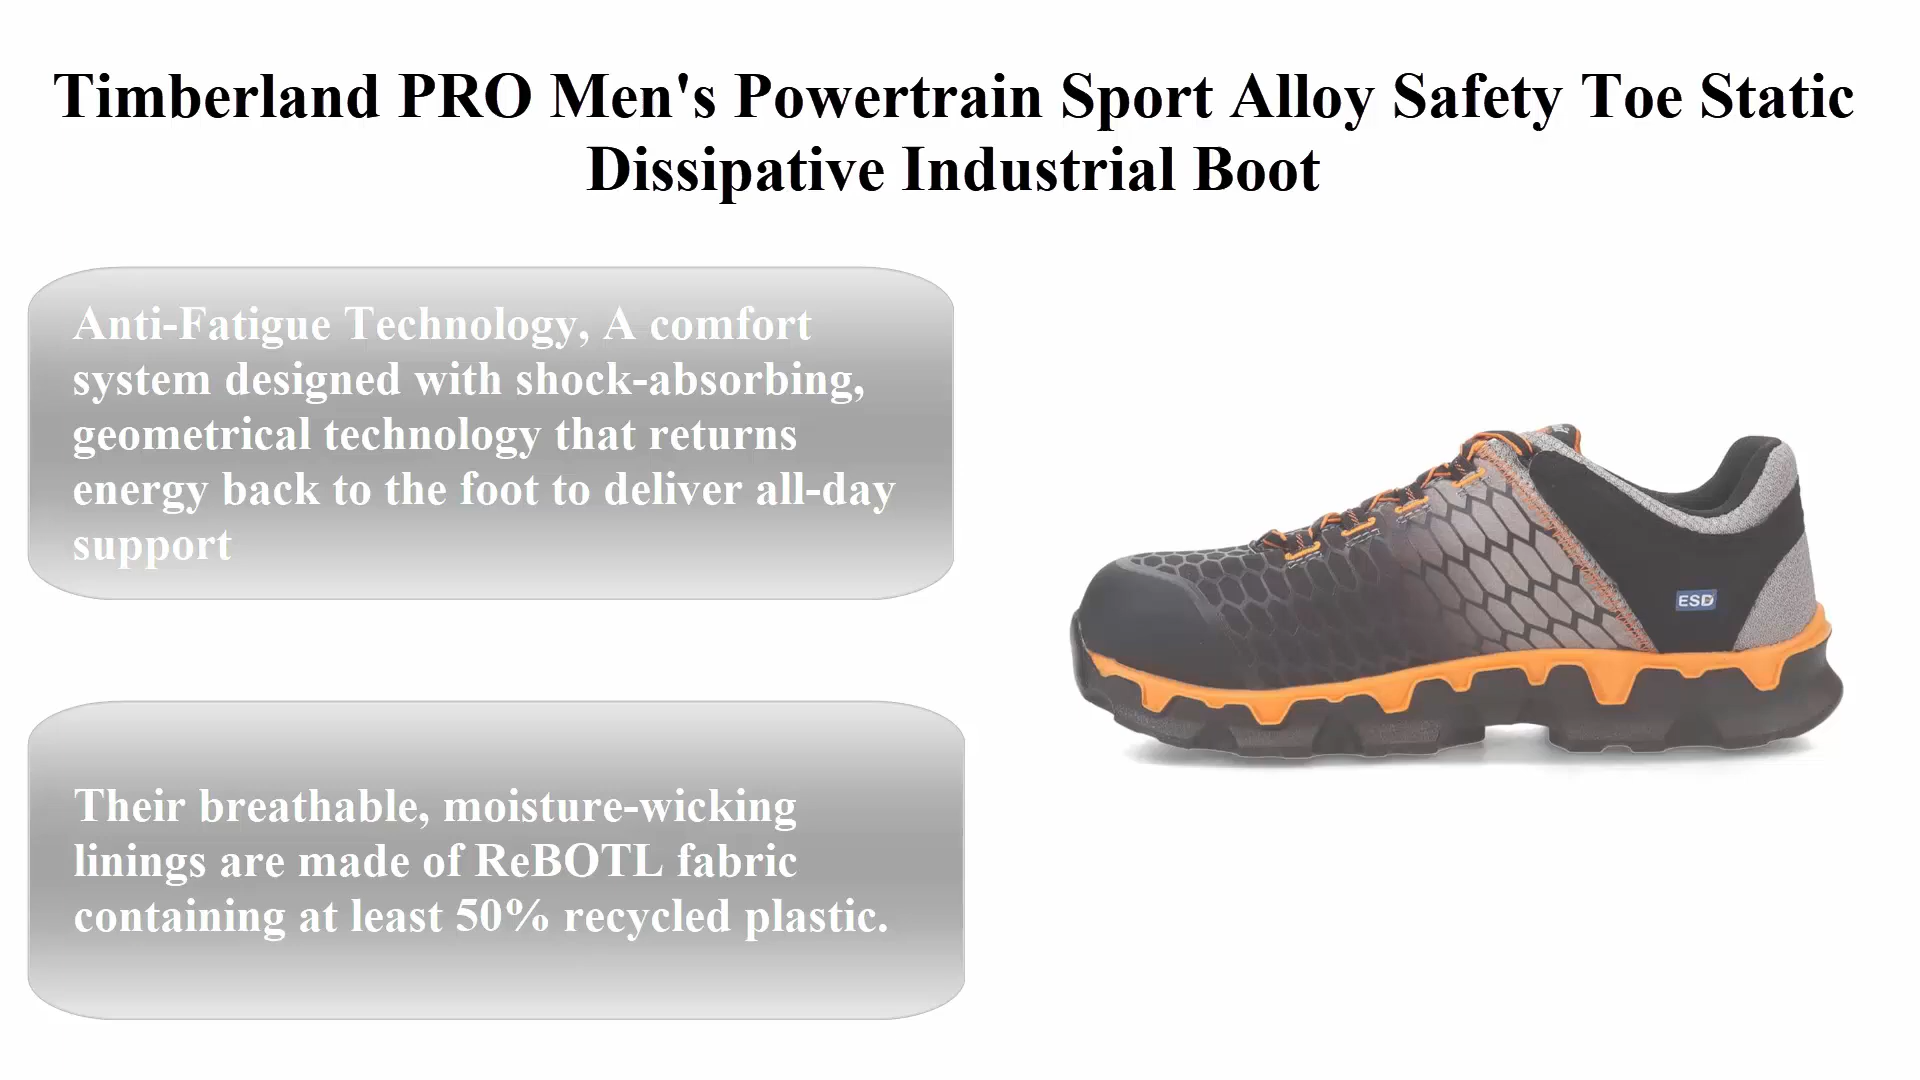 Timberland PRO Men's Powertrain Sport Alloy Safety Toe Static
Dissipative Industrial Boot
Anti-Fatigue Technology, A comfort
system designed with shock-absorbing,
geometrical technology that returns
energy back to the foot to deliver all-day
support
ESD
Their breathable, moisture-wicking
linings are made of ReBOTL fabric
containing at least 50% recycled plastic.